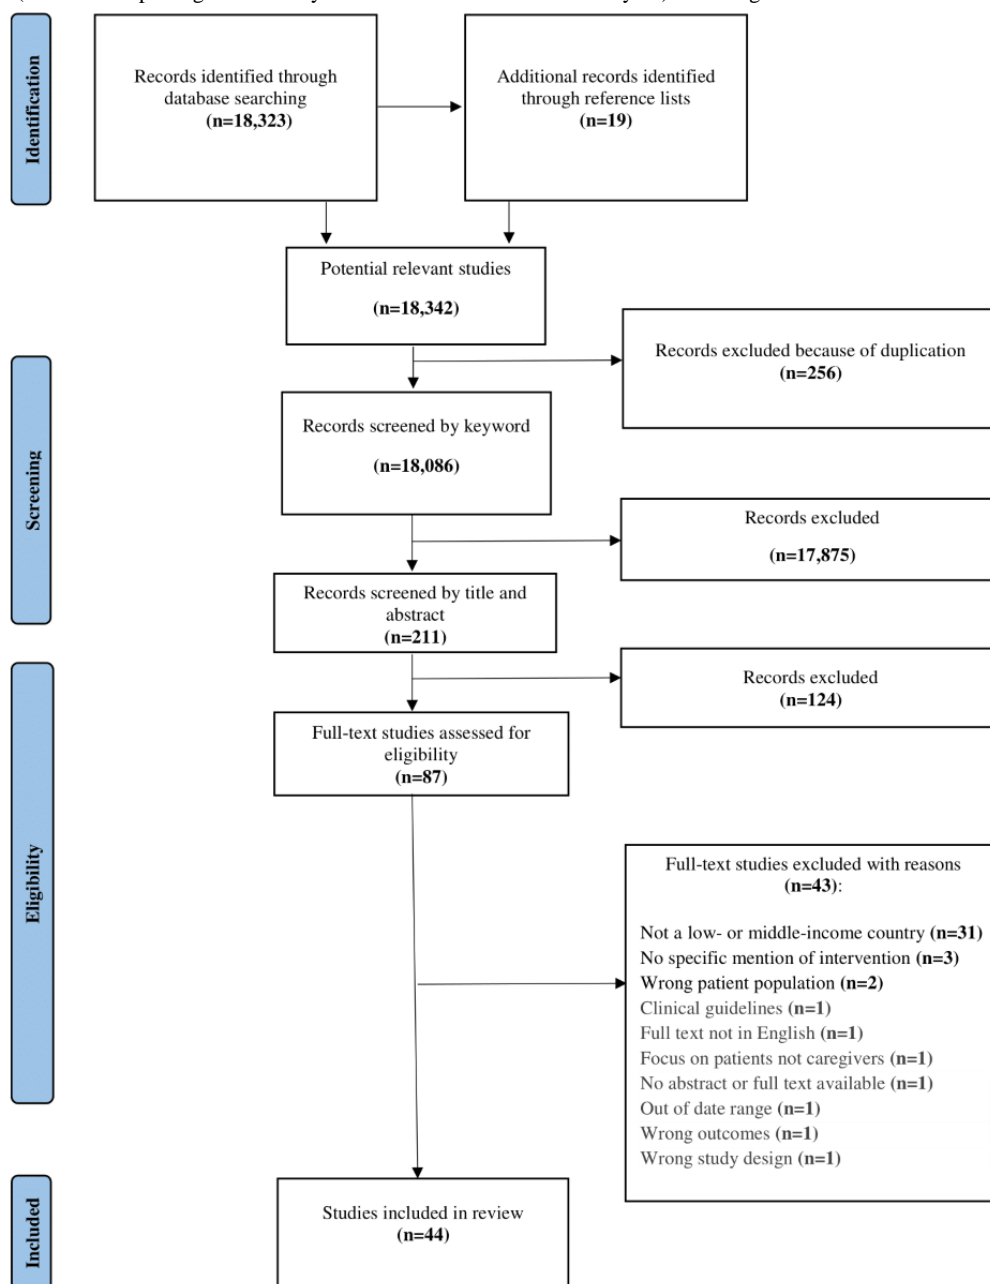 Identification
Records identified through
database searching
(n=18,323)
Additional records identified
through reference lists
(n=19)
Potential relevant studies
(n=18,342)
Records excluded because of duplication
(n=256)
Screening
Records screened by keyword
(n=18,086)
Records excluded
(n=17,875)
Records screened by title and
abstract
(n=211)
Records excluded
(n=124)
Eligibility
Full-text studies assessed for
eligibility
(n=87)
Full-text studies excluded with reasons
(n=43):
Not a low- or middle-income country (n=31)
No specific mention of intervention (n=3)
Wrong patient population (n=2)
Clinical guidelines (n=1)
Full text not in English (n=1)
Focus on patients not caregivers (n=1)
No abstract or full text available (n=1)
Out of date range (n=1)
Wrong outcomes (n=1)
Wrong study design (n=1)
Included
Studies included in review
(n=44)